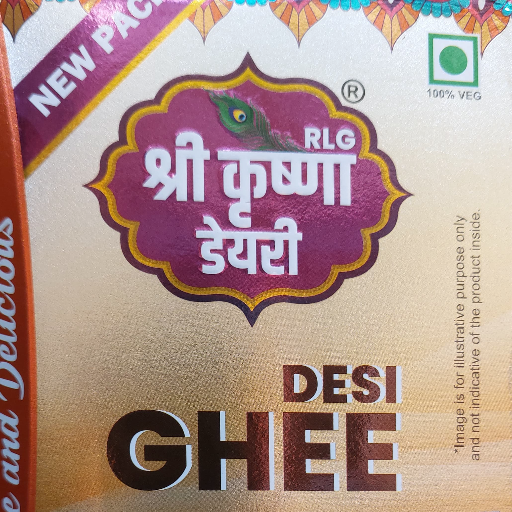 NEW PACK
100% VEG
®
RLG
श्री कृष्णा
डेयरी
DESI
GHEE
*Image is for illustrative purpose only
and not indicative of the product inside.
and Delicious